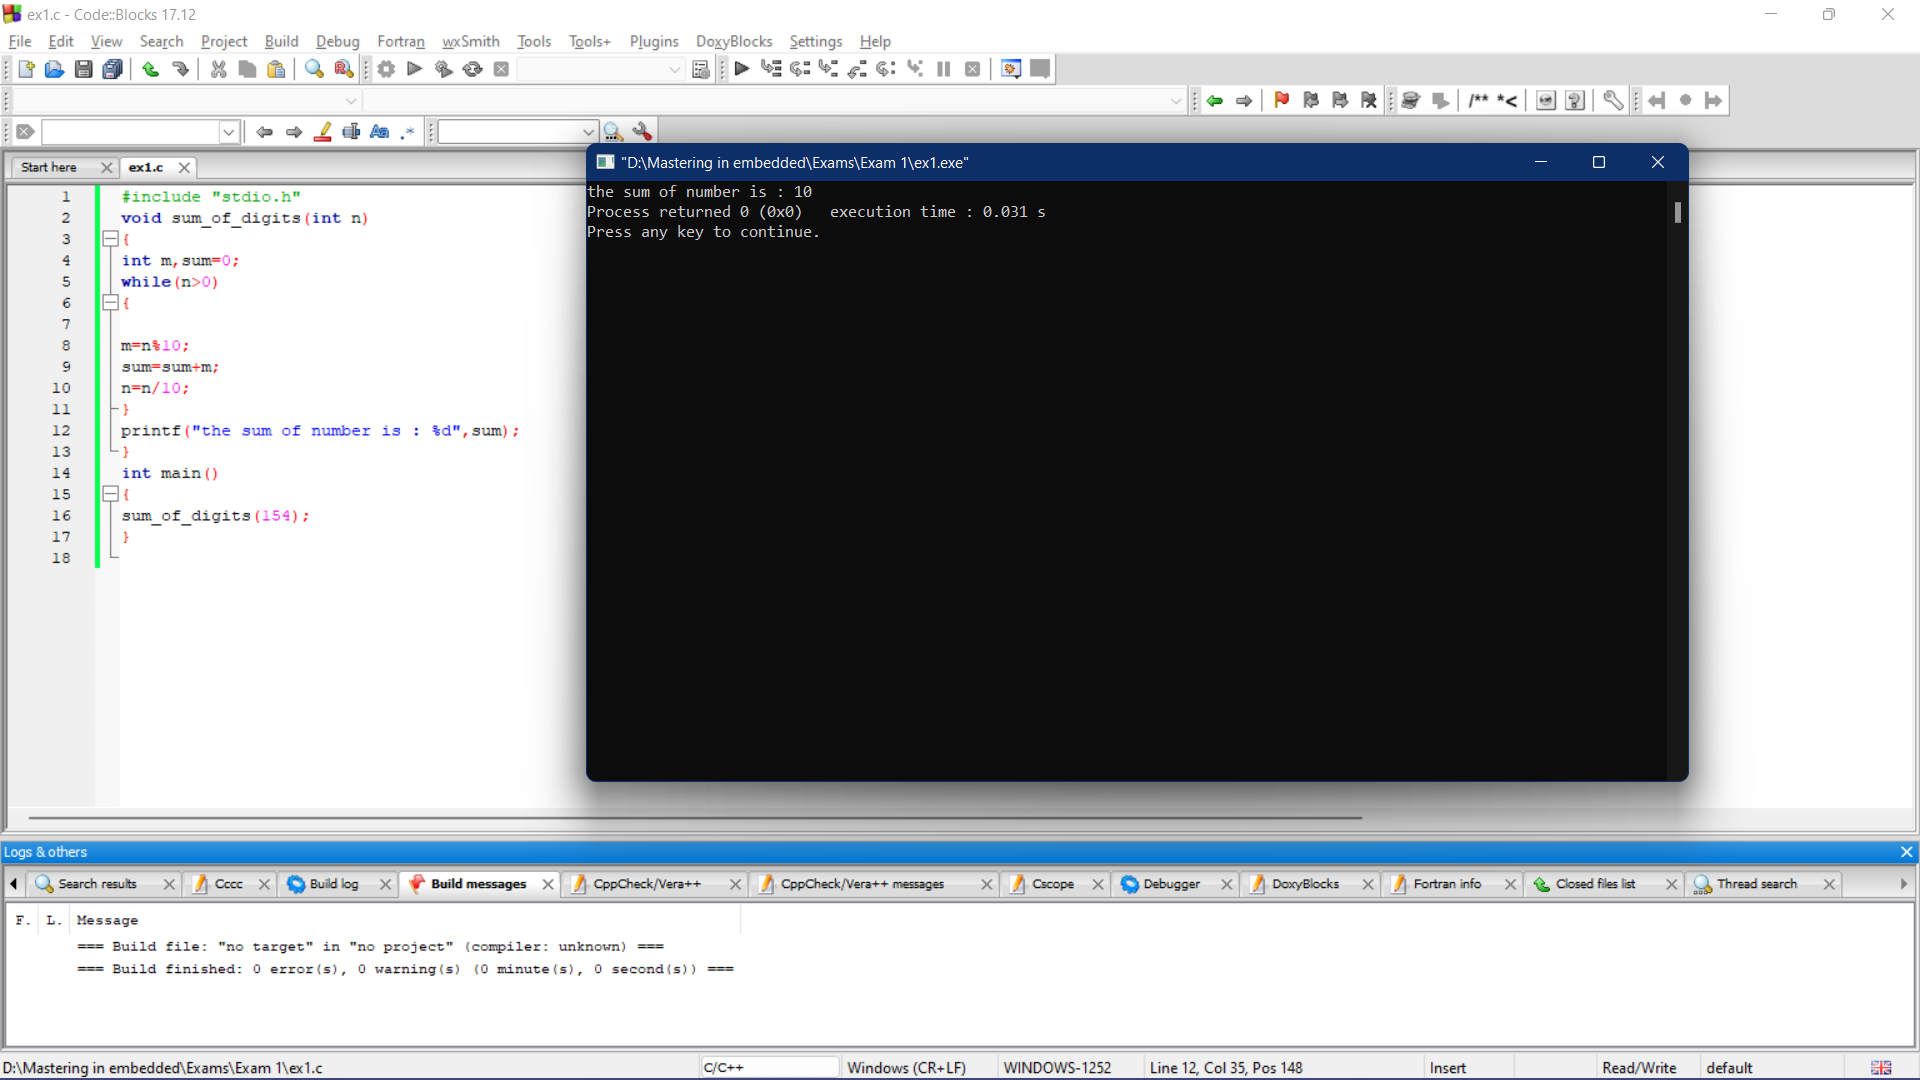 ex1.c - Code::Blocks 17.12
File Edit View Search Project Build Debug Fortran wxSmith Tools Tools+ Plugins DoxyBlocks Settings Help
/** *<
Aa .*
Start here ex1.c
1 #include "stdio.h"
2 void sum_of_digits(int n)
3 {
4 int m,sum=0;
5 while(n>0)
6 {
7
8 m=n%10;
9 sum=sum+m;
10 n=n/10;
11 }
12 printf("the sum of number is : %d",sum);
13 }
14 int main()
15 {
16 sum_of_digits(154);
17 }
18
"D:\Mastering in embedded\Exams\Exam 1\ex1.exe"
the sum of number is : 10
Process returned 0 (0x0)   execution time : 0.031 s
Press any key to continue.
Logs & others
Search results Cccc Build log Build messages CppCheck/Vera++ CppCheck/Vera++ messages Cscope Debugger DoxyBlocks Fortran info Closed files list Thread search
F. L. Message
=== Build file: "no target" in "no project" (compiler: unknown) ===
=== Build finished: 0 error(s), 0 warning(s) (0 minute(s), 0 second(s)) ===
D:\Mastering in embedded\Exams\Exam 1\ex1.c C/C++ Windows (CR+LF) WINDOWS-1252 Line 12, Col 35, Pos 148 Insert Read/Write default